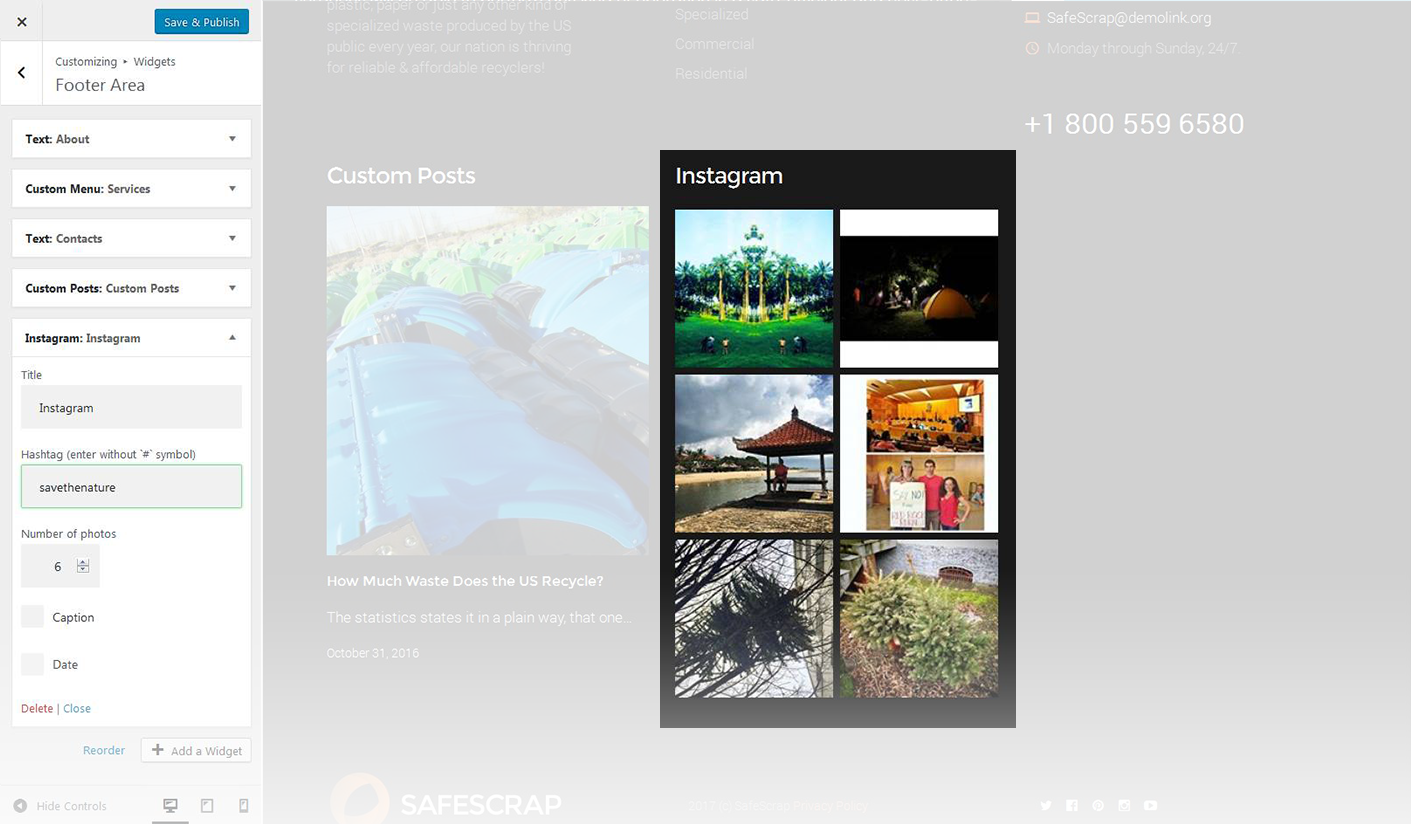 Save & Publish
Customizing ▸ Widgets
Footer Area
Text: About
Custom Menu: Services
Text: Contacts
Custom Posts: Custom Posts
Instagram: Instagram
Title
Instagram
Hashtag (enter without `#` symbol)
savethenature
Number of photos
6
Caption
Date
Delete | Close
Reorder
Add a Widget
Hide Controls
plastic, paper or just any other kind of
specialized waste produced by the US
public every year, our nation is thriving
for reliable & affordable recyclers!
Specialized
Commercial
Residential
SafeScrap@demolink.org
Monday through Sunday, 24/7.
+1 800 559 6580
Custom Posts
How Much Waste Does the US Recycle?
The statistics states it in a plain way, that one...
October 31, 2016
Instagram
SAY NO
RED ROCK
SAFESCRAP
2017 (c) SafeScrap Privacy Policy